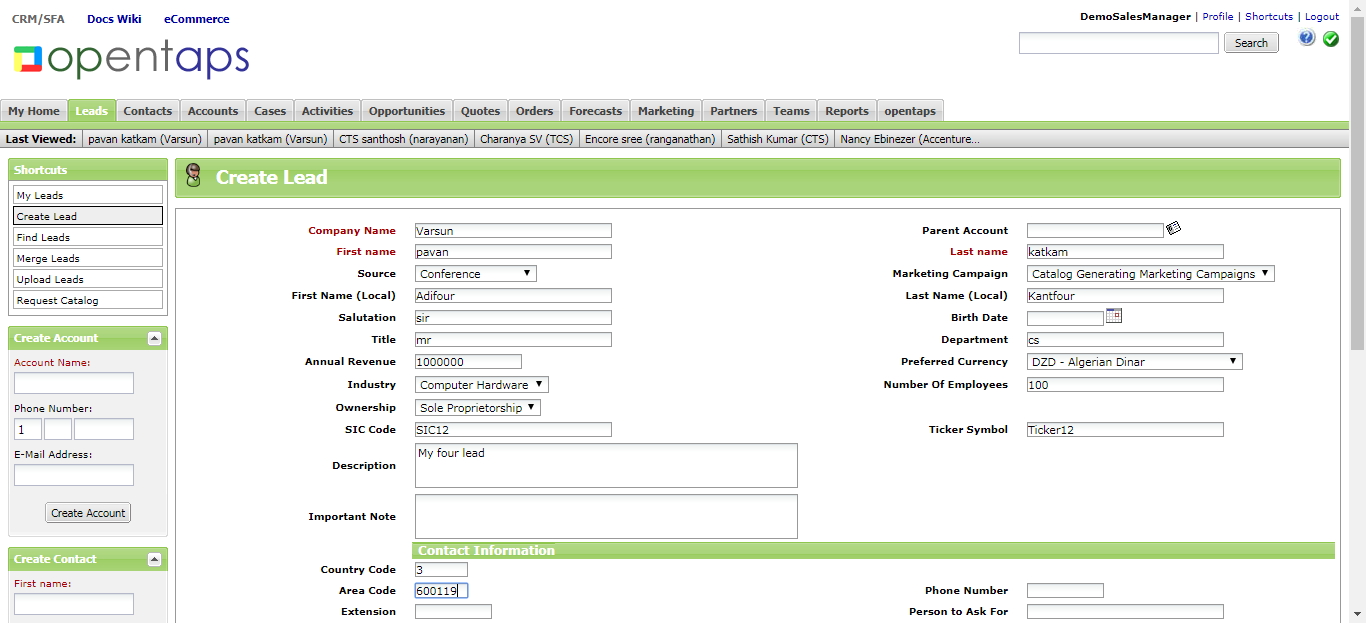 CRM/SFA Docs Wiki eCommerce
DemoSalesManager | Profile | Shortcuts | Logout
opentaps
Search
My Home Leads Contacts Accounts Cases Activities Opportunities Quotes Orders Forecasts Marketing Partners Teams Reports opentaps
Last Viewed: pavan katkam (Varsun) pavan katkam (Varsun) CTS santhosh (narayanan) Charanya SV (TCS) Encore sree (ranganathan) Sathish Kumar (CTS) Nancy Ebinezer (Accenture...
Shortcuts
My Leads
Create Lead
Find Leads
Merge Leads
Upload Leads
Request Catalog
Create Account
Account Name:
Phone Number:
1
E-Mail Address:
Create Account
Create Contact
First name:
Create Lead
Company Name Varsun Parent Account
First name pavan Last name katkam
Source Conference Marketing Campaign Catalog Generating Marketing Campaigns
First Name (Local) Adifour Last Name (Local) Kantfour
Salutation sir Birth Date
Title mr Department cs
Annual Revenue 1000000 Preferred Currency DZD - Algerian Dinar
Industry Computer Hardware Number Of Employees 100
Ownership Sole Proprietorship
SIC Code SIC12 Ticker Symbol Ticker12
Description My four lead
Important Note
Contact Information
Country Code 3
Area Code 600119 Phone Number
Extension Person to Ask For